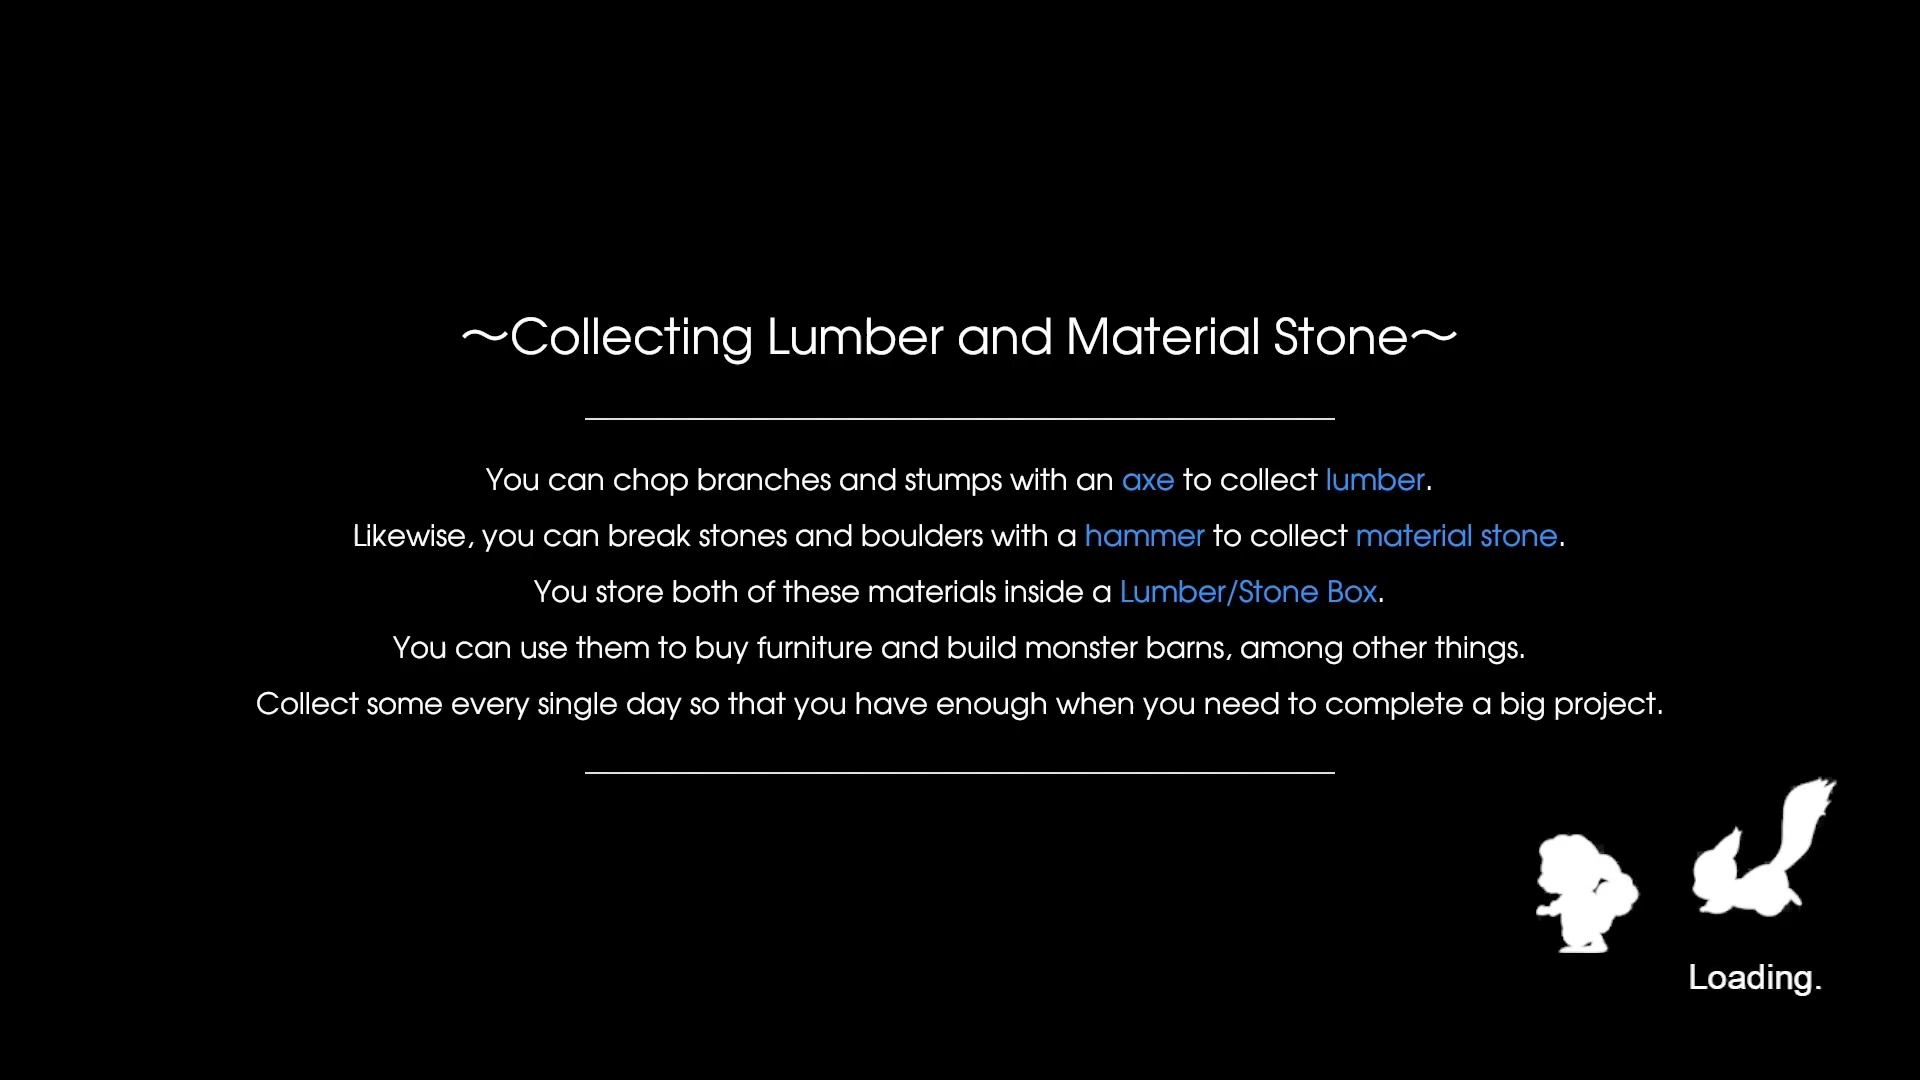 ～Collecting Lumber and Material Stone～
You can chop branches and stumps with an axe to collect lumber.
Likewise, you can break stones and boulders with a hammer to collect material stone.
You store both of these materials inside a Lumber/Stone Box.
You can use them to buy furniture and build monster barns, among other things.
Collect some every single day so that you have enough when you need to complete a big project.
Loading.